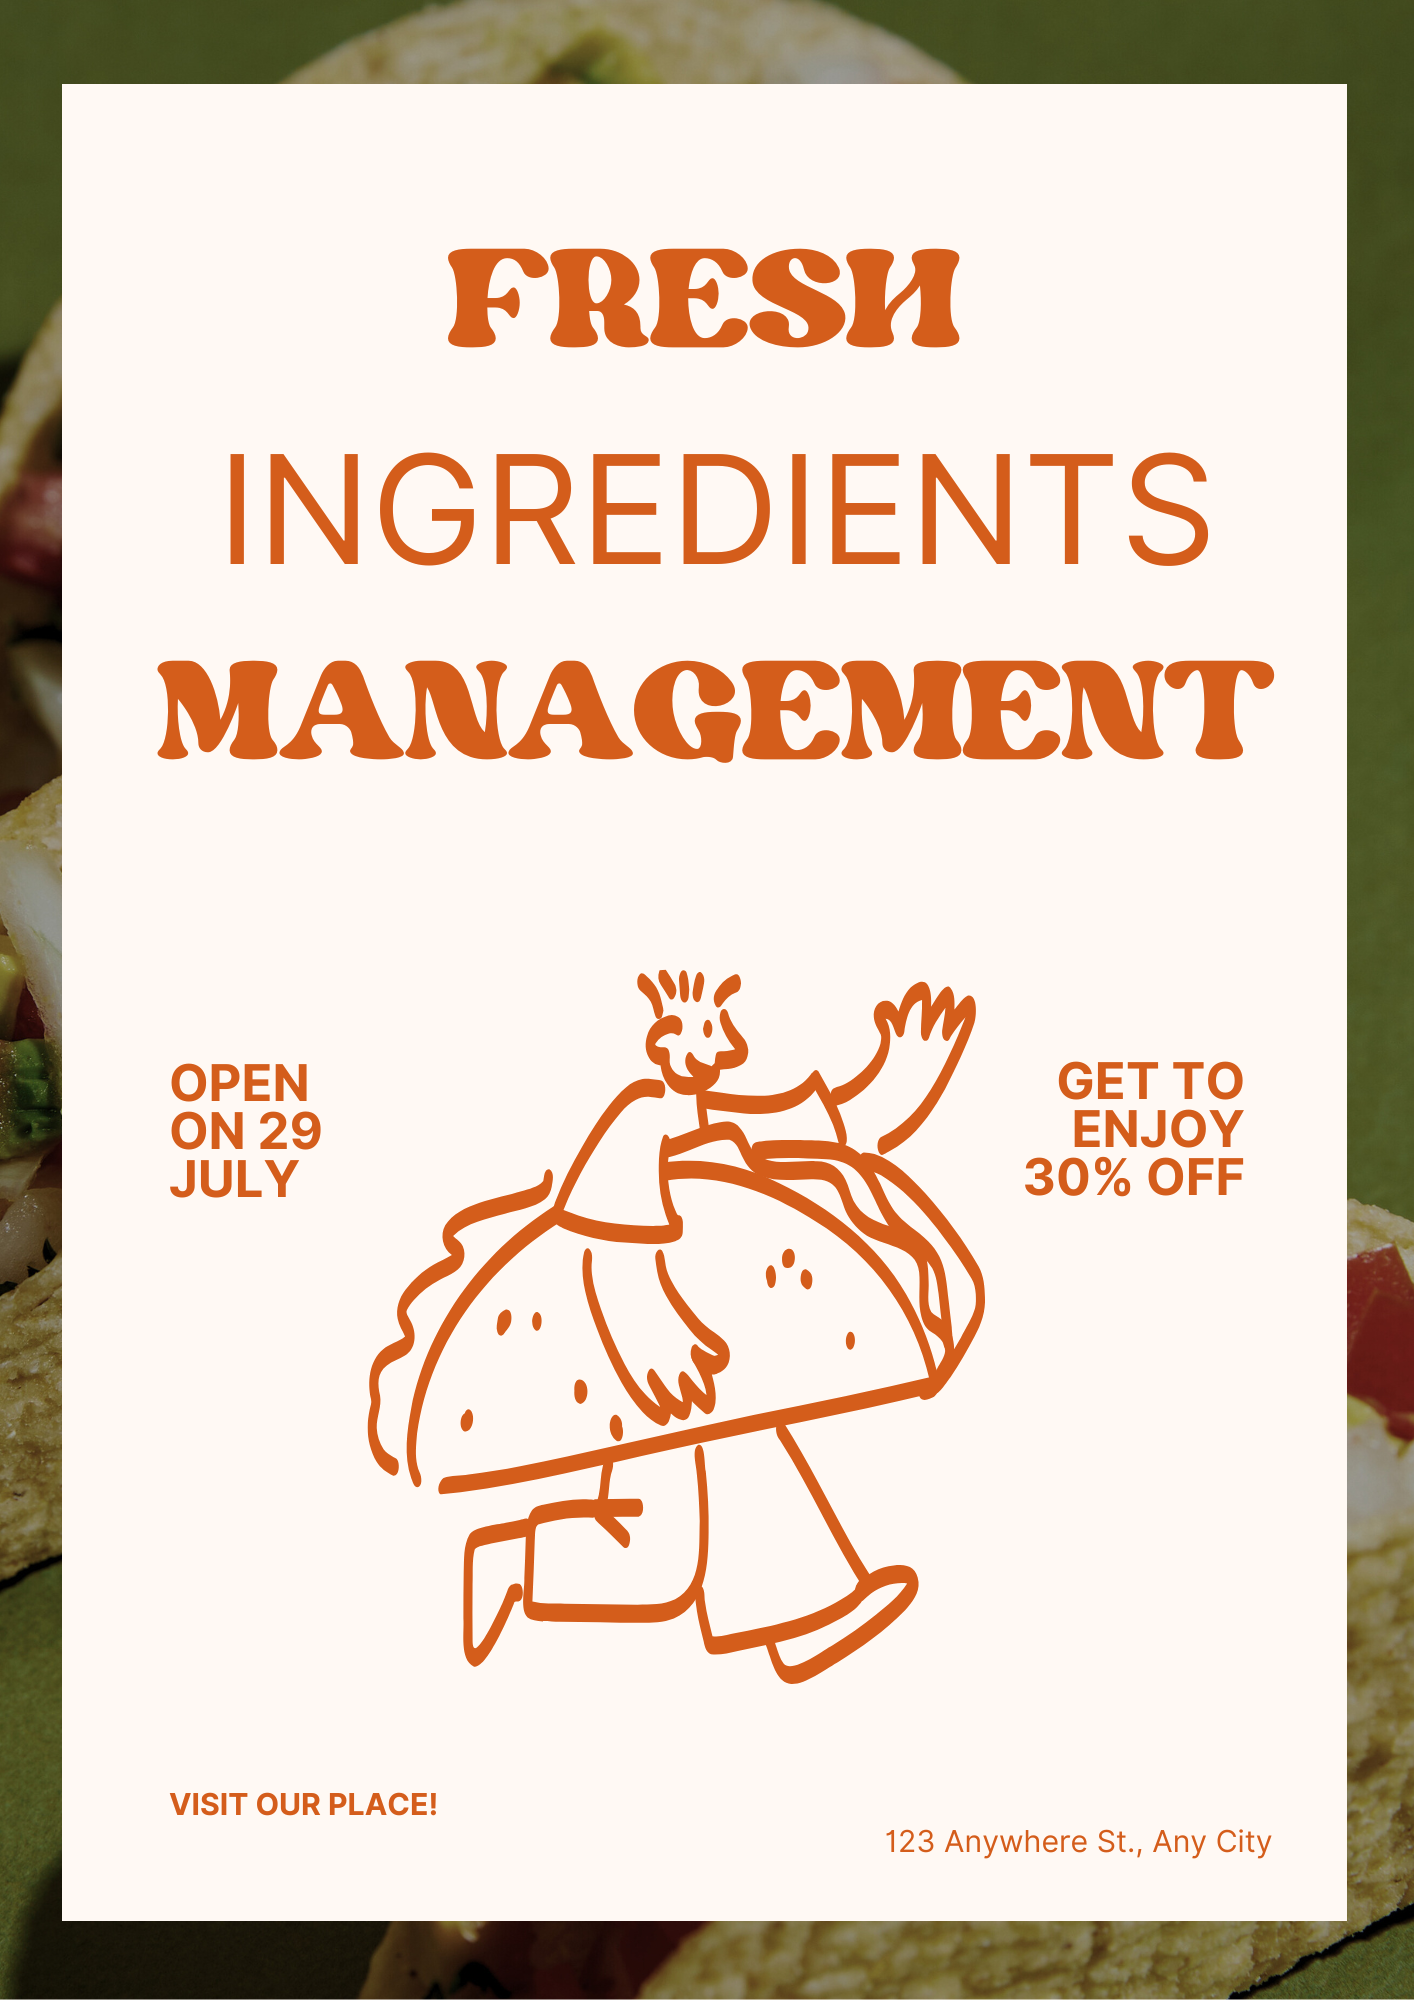 FRESH
INGREDIENTS
MANAGEMENT
OPEN
ON 29
JULY
GET TO
ENJOY
30% OFF
VISIT OUR PLACE!
123 Anywhere St., Any City